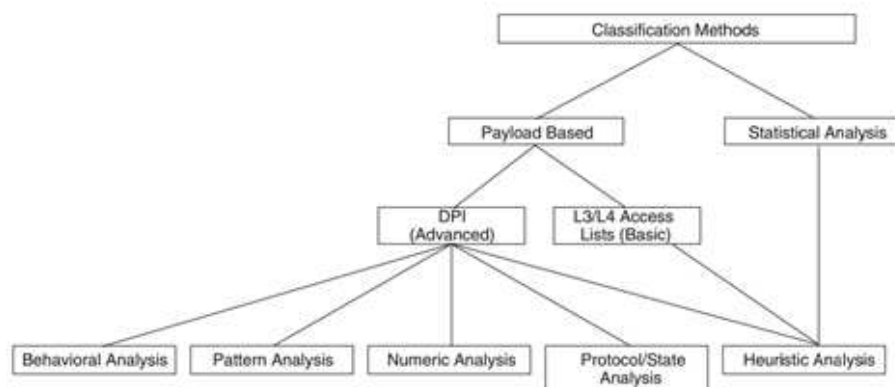 Classification Methods
Payload Based
Statistical Analysis
DPI
(Advanced)
L3/L4 Access
Lists (Basic)
Behavioral Analysis
Pattern Analysis
Numeric Analysis
Protocol/State
Analysis
Heuristic Analysis